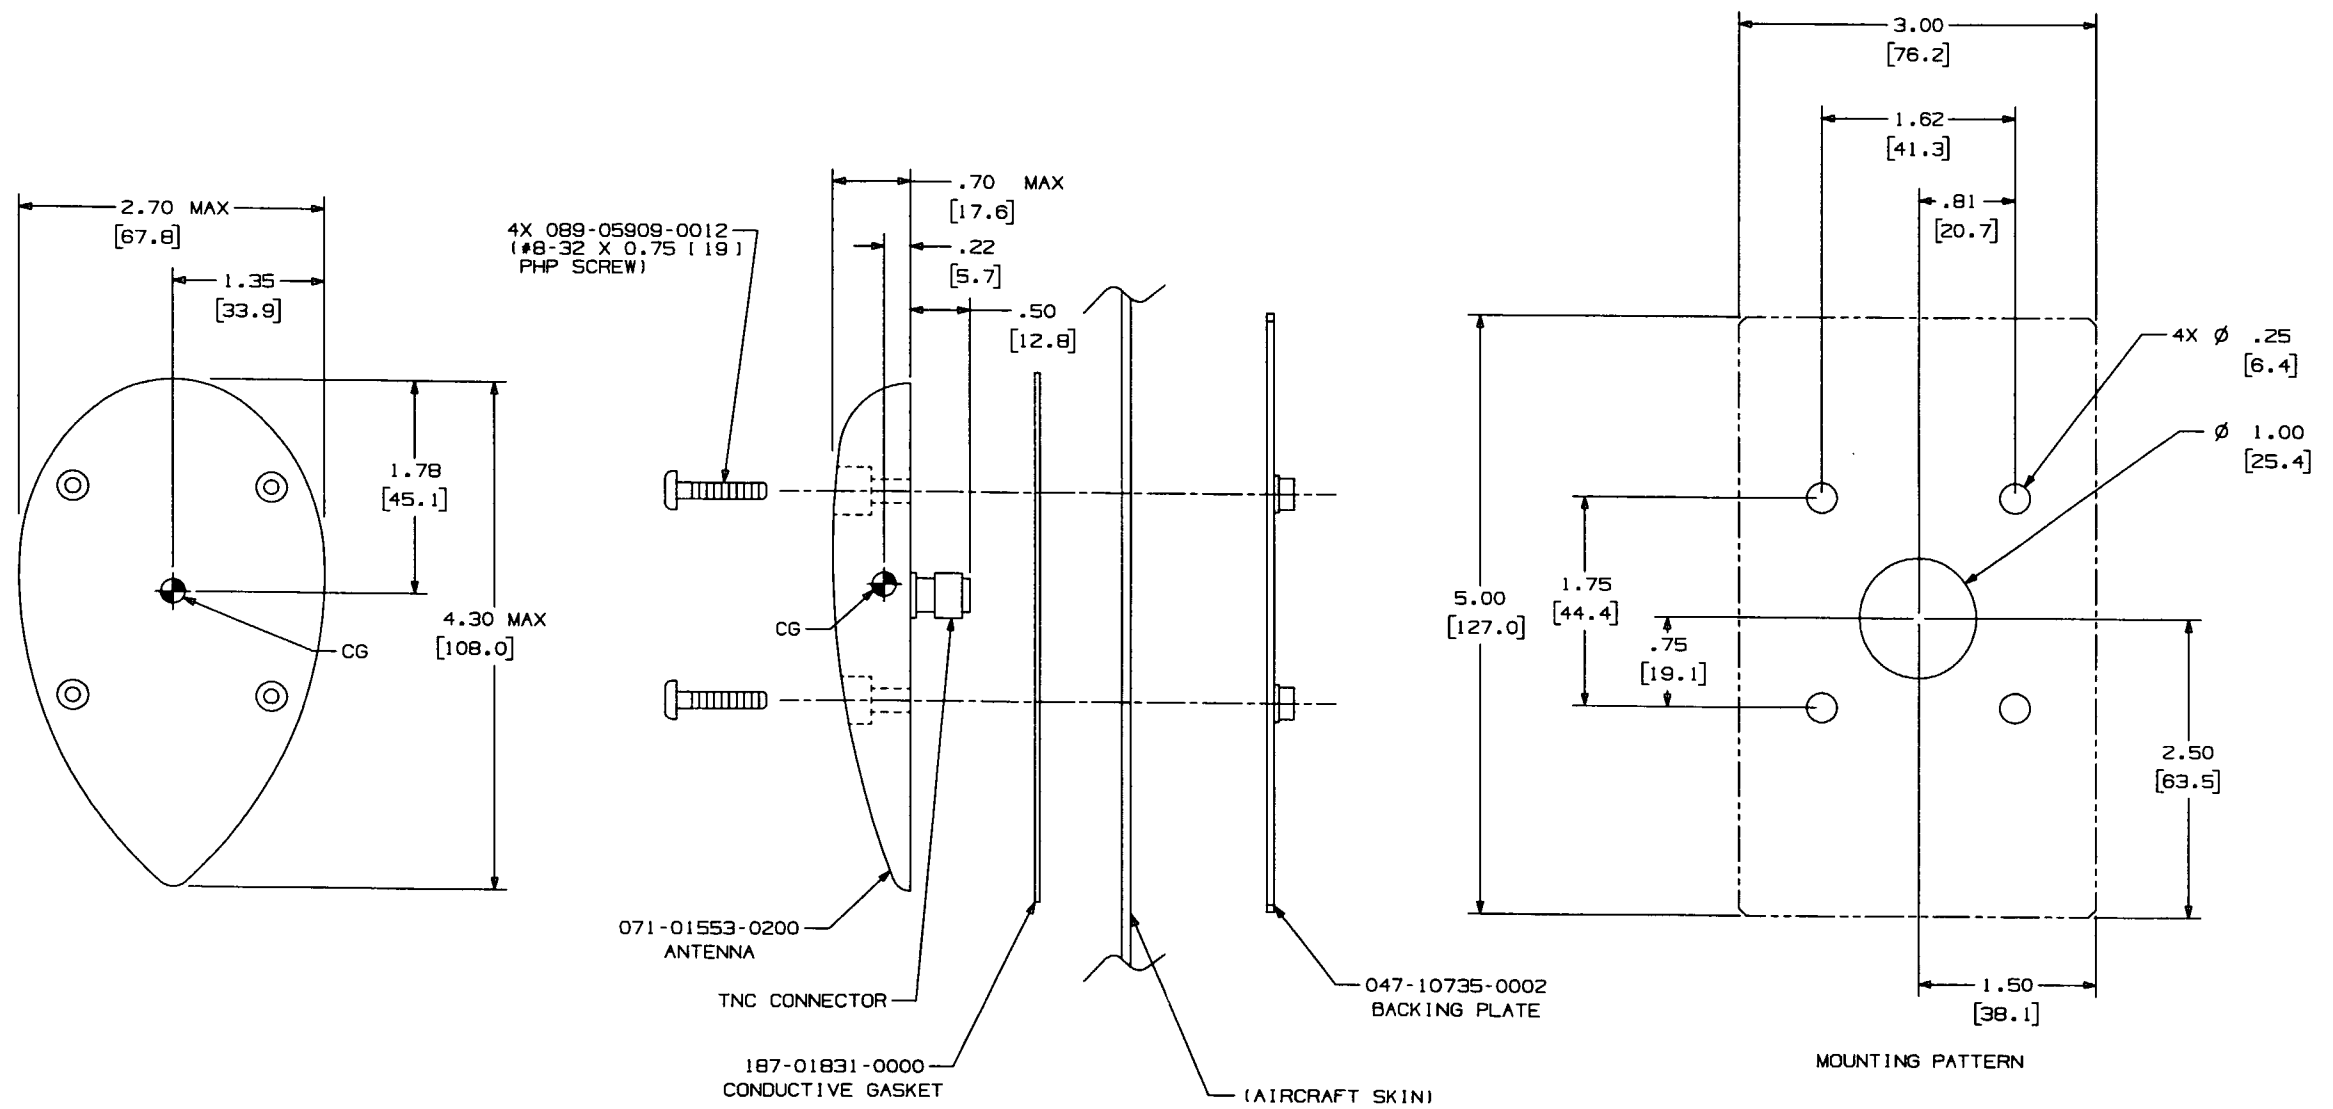 2.70 MAX
[67.8]
1.35
[33.9]
1.78
[45.1]
4.30 MAX
[108.0]
CG
4X 089-05909-0012
(#8-32 X 0.75 [19]
PHP SCREW)
.70 MAX
[17.6]
.22
[5.7]
.50
[12.8]
CG
071-01553-0200
ANTENNA
TNC CONNECTOR
187-01831-0000
CONDUCTIVE GASKET
(AIRCRAFT SKIN)
047-10735-0002
BACKING PLATE
3.00
[76.2]
1.62
[41.3]
.81
[20.7]
4X Ø .25
[6.4]
Ø 1.00
[25.4]
1.75
[44.4]
5.00
[127.0]
.75
[19.1]
2.50
[63.5]
1.50
[38.1]
MOUNTING PATTERN